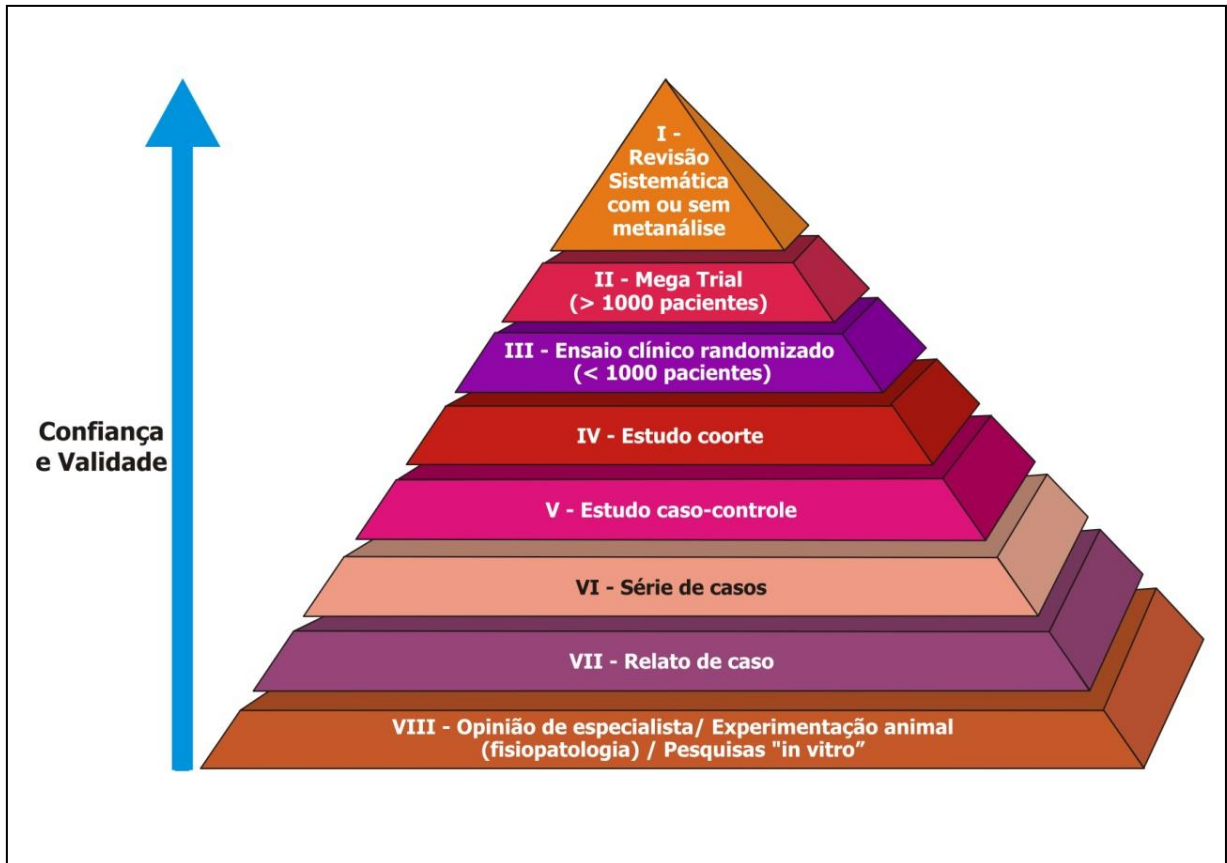 I -
Revisão
Sistemática
com ou sem
metanálise
II - Mega Trial
(> 1000 pacientes)
III - Ensaio clínico randomizado
(< 1000 pacientes)
IV - Estudo coorte
Confiança
e Validade
V - Estudo caso-controle
VI - Série de casos
VII - Relato de caso
VIII - Opinião de especialista/ Experimentação animal
(fisiopatologia) / Pesquisas "in vitro”